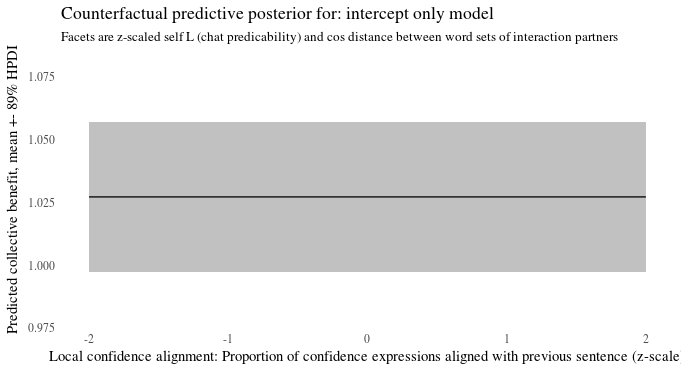 Counterfactual predictive posterior for: intercept only model
Facets are z-scaled self L (chat predicability) and cos distance between word sets of interaction partners
Predicted collective benefit, mean +- 89% HPDI
1.075
1.050
1.025
1.000
0.975
-2
-1
0
1
2
Local confidence alignment: Proportion of confidence expressions aligned with previous sentence (z-scale